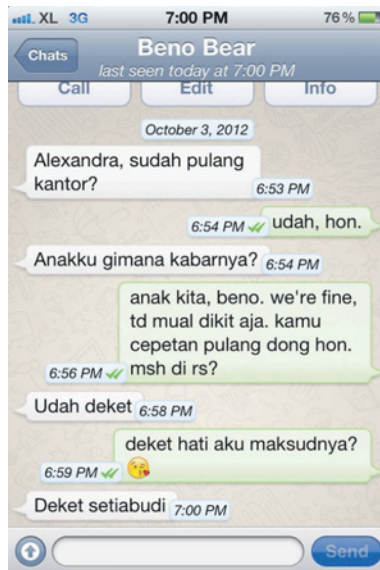 XL 3G 7:00 PM 76%
Chats
Beno Bear
last seen today at 7:00 PM
Call Edit Info
October 3, 2012
Alexandra, sudah pulang
kantor?
6:53 PM
6:54 PM udah, hon.
Anakku gimana kabarnya? 6:54 PM
anak kita, beno. we're fine,
td mual dikit aja. kamu
cepetan pulang dong hon.
6:56 PM msh di rs?
Udah deket 6:58 PM
deket hati aku maksudnya?
6:59 PM 😘
Deket setiabudi 7:00 PM
Send